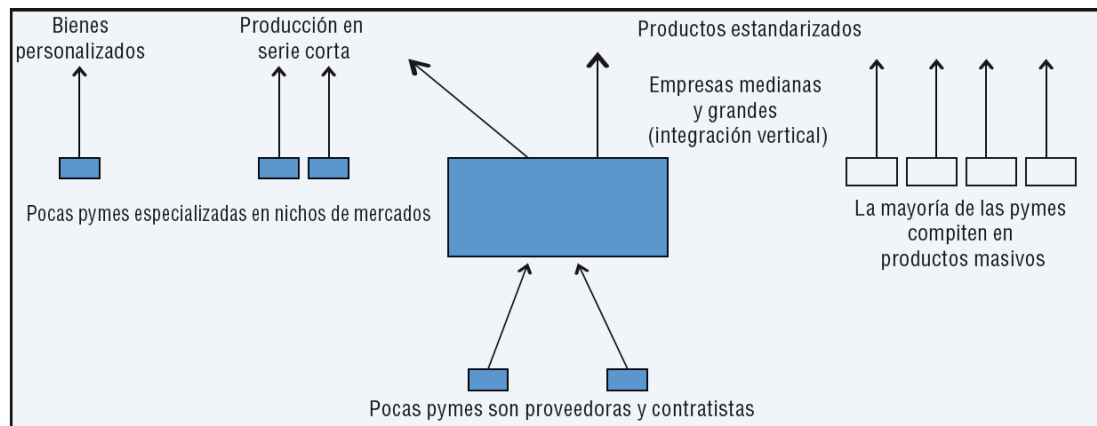 Bienes
personalizados
Producción en
serie corta
Productos estandarizados
Empresas medianas
y grandes
(integración vertical)
Pocas pymes especializadas en nichos de mercados
La mayoría de las pymes
compiten en
productos masivos
Pocas pymes son proveedoras y contratistas